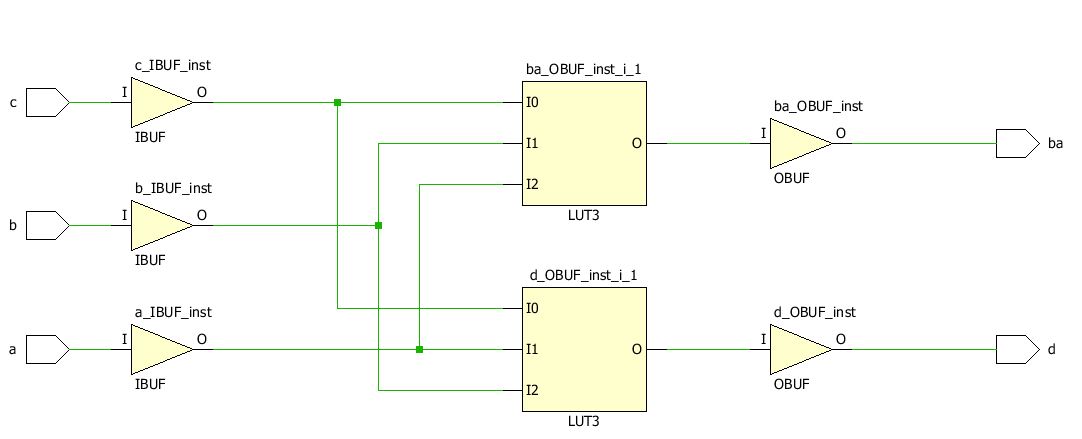 c_IBUF_inst
c
I
O
IBUF
b_IBUF_inst
b
I
O
IBUF
a_IBUF_inst
a
I
O
IBUF
ba_OBUF_inst_i_1
I0
I1
I2
O
LUT3
d_OBUF_inst_i_1
I0
I1
I2
O
LUT3
ba_OBUF_inst
I
O
OBUF
ba
d_OBUF_inst
I
O
OBUF
d